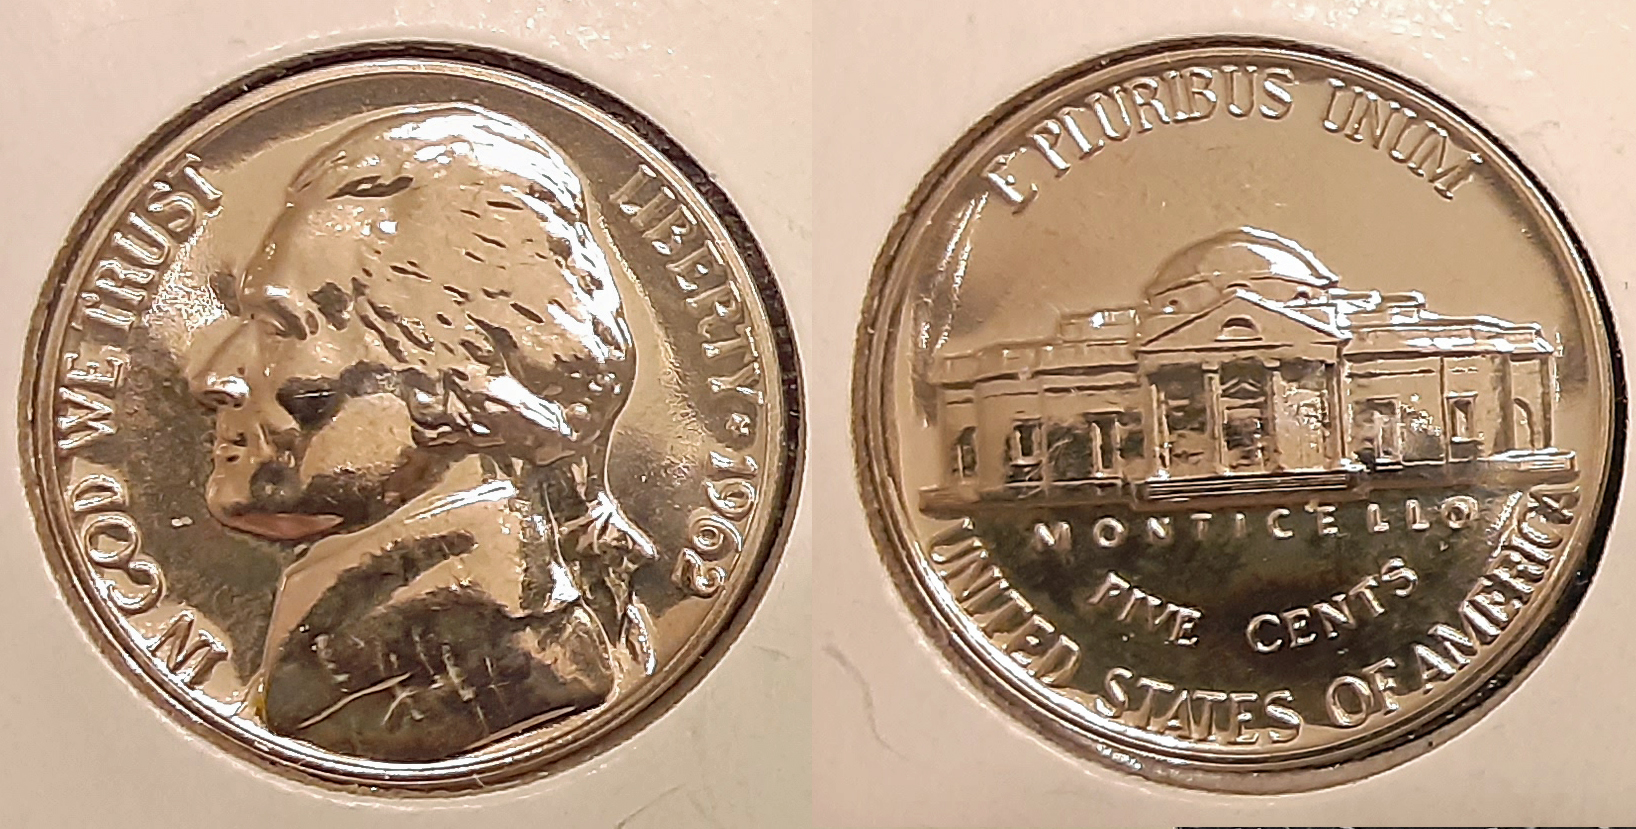 IN GOD WE TRUST
LIBERTY * 1962
E PLURIBUS UNUM
MONTICELLO
FIVE CENTS
UNITED STATES OF AMERICA